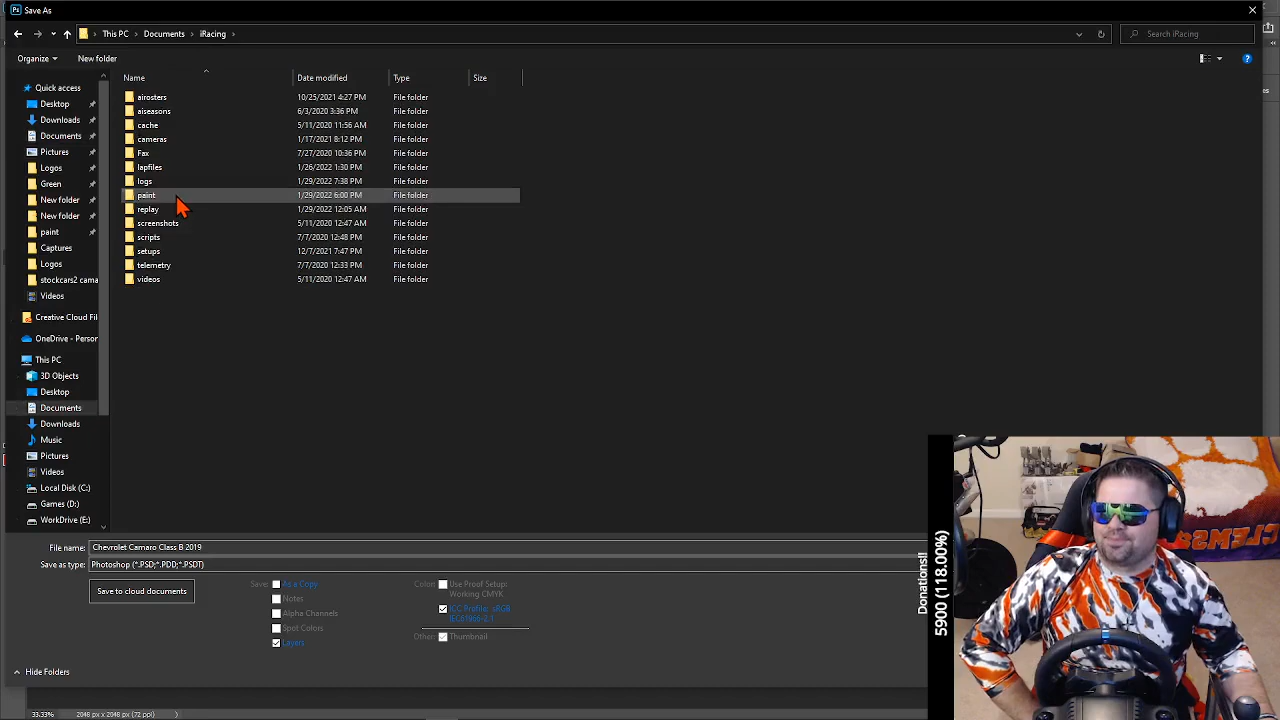 Save As
This PC > Documents > iRacing >
Search iRacing
Organize
New folder
Name Date modified Type Size
Quick access
Desktop
Downloads
Documents
Pictures
Logos
Green
New folder
New folder
paint
Captures
Logos
stockcars2 cama
Videos
Creative Cloud Fil
OneDrive - Person
This PC
3D Objects
Desktop
Documents
Downloads
Music
Pictures
Videos
Local Disk (C:)
Games (D:)
WorkDrive (E:)
airosters 10/25/2021 4:27 PM File folder
aiseasons 6/3/2020 3:36 PM File folder
cache 5/11/2020 11:56 AM File folder
cameras 1/17/2021 8:12 PM File folder
Fax 7/27/2020 10:36 PM File folder
lapfiles 1/26/2022 1:30 PM File folder
logs 1/29/2022 7:38 PM File folder
paint 1/29/2022 6:00 PM File folder
replay 1/29/2022 12:05 AM File folder
screenshots 5/11/2020 12:47 AM File folder
scripts 7/7/2020 12:48 PM File folder
setups 12/7/2021 7:47 PM File folder
telemetry 7/7/2020 12:33 PM File folder
videos 5/11/2020 12:47 AM File folder
File name: Chevrolet Camaro Class B 2019
Save as type: Photoshop (*.PSD;*.PDD;*.PSDT)
Save to cloud documents
Save: As a Copy
Notes
Alpha Channels
Spot Colors
Layers
Color: Use Proof Setup:
Working CMYK
ICC Profile: sRGB
IEC61966-2.1
Other: Thumbnail
Hide Folders
33.33% 2048 px x 2048 px (72 ppi)
Donations!!
5900 (118.00%)
CLEMS